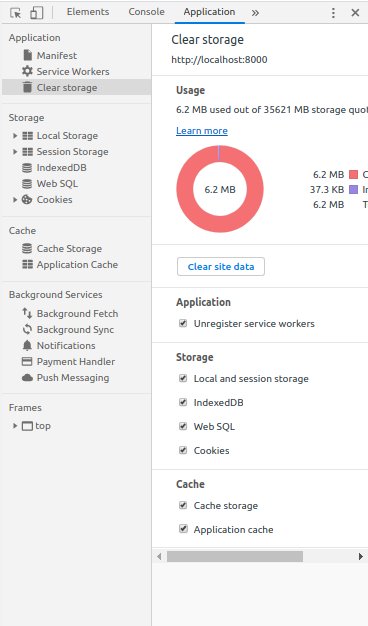 Elements Console Application »
Application
Manifest
Service Workers
Clear storage
Storage
Local Storage
Session Storage
IndexedDB
Web SQL
Cookies
Cache
Cache Storage
Application Cache
Background Services
Background Fetch
Background Sync
Notifications
Payment Handler
Push Messaging
Frames
top
Clear storage
http://localhost:8000
Usage
6.2 MB used out of 35621 MB storage quot
Learn more
6.2 MB
6.2 MB C
37.3 KB In
6.2 MB T
Clear site data
Application
Unregister service workers
Storage
Local and session storage
IndexedDB
Web SQL
Cookies
Cache
Cache storage
Application cache